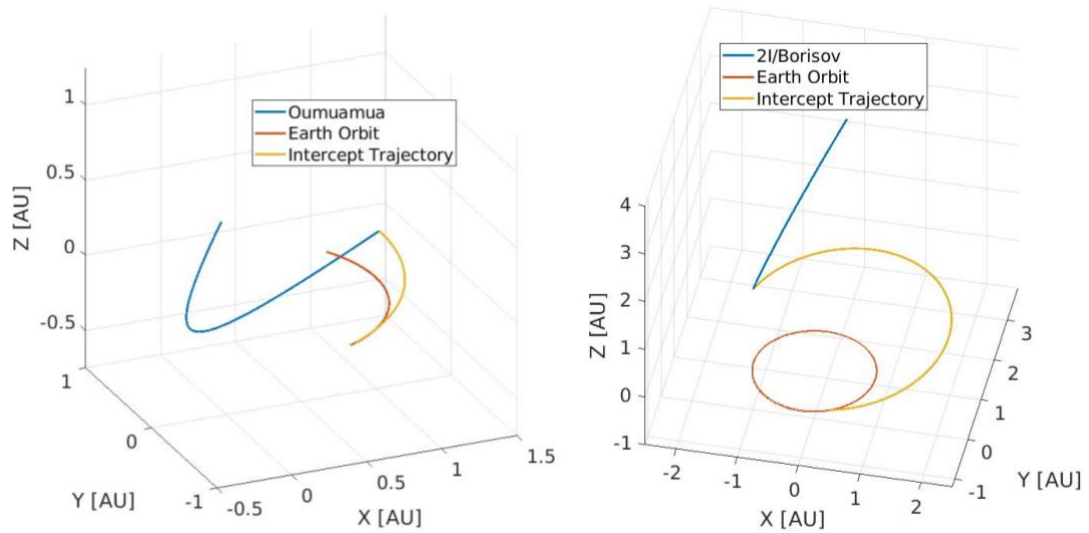 Oumuamua
Earth Orbit
Intercept Trajectory
1
0.5
0
-0.5
Z [AU]
1
0
-1
Y [AU]
-0.5
0
0.5
1
1.5
X [AU]
2I/Borisov
Earth Orbit
Intercept Trajectory
4
3
2
1
0
-1
Z [AU]
-2
-1
0
1
2
X [AU]
3
2
1
0
-1
Y [AU]